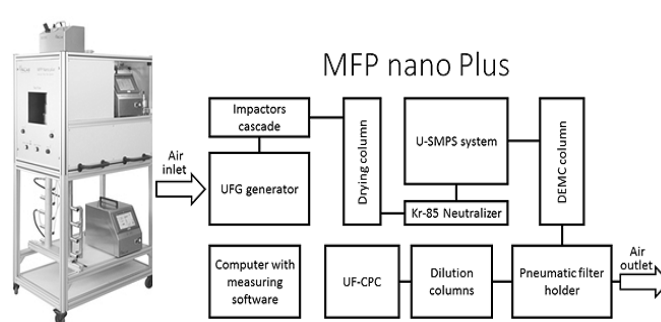 MFP nano Plus
Air
inlet
Impactors
cascade
UFG generator
Drying column
U-SMPS system
Kr-85 Neutralizer
DEMC column
Computer with
measuring
software
UF-CPC
Dilution
columns
Pneumatic filter
holder
Air
outlet